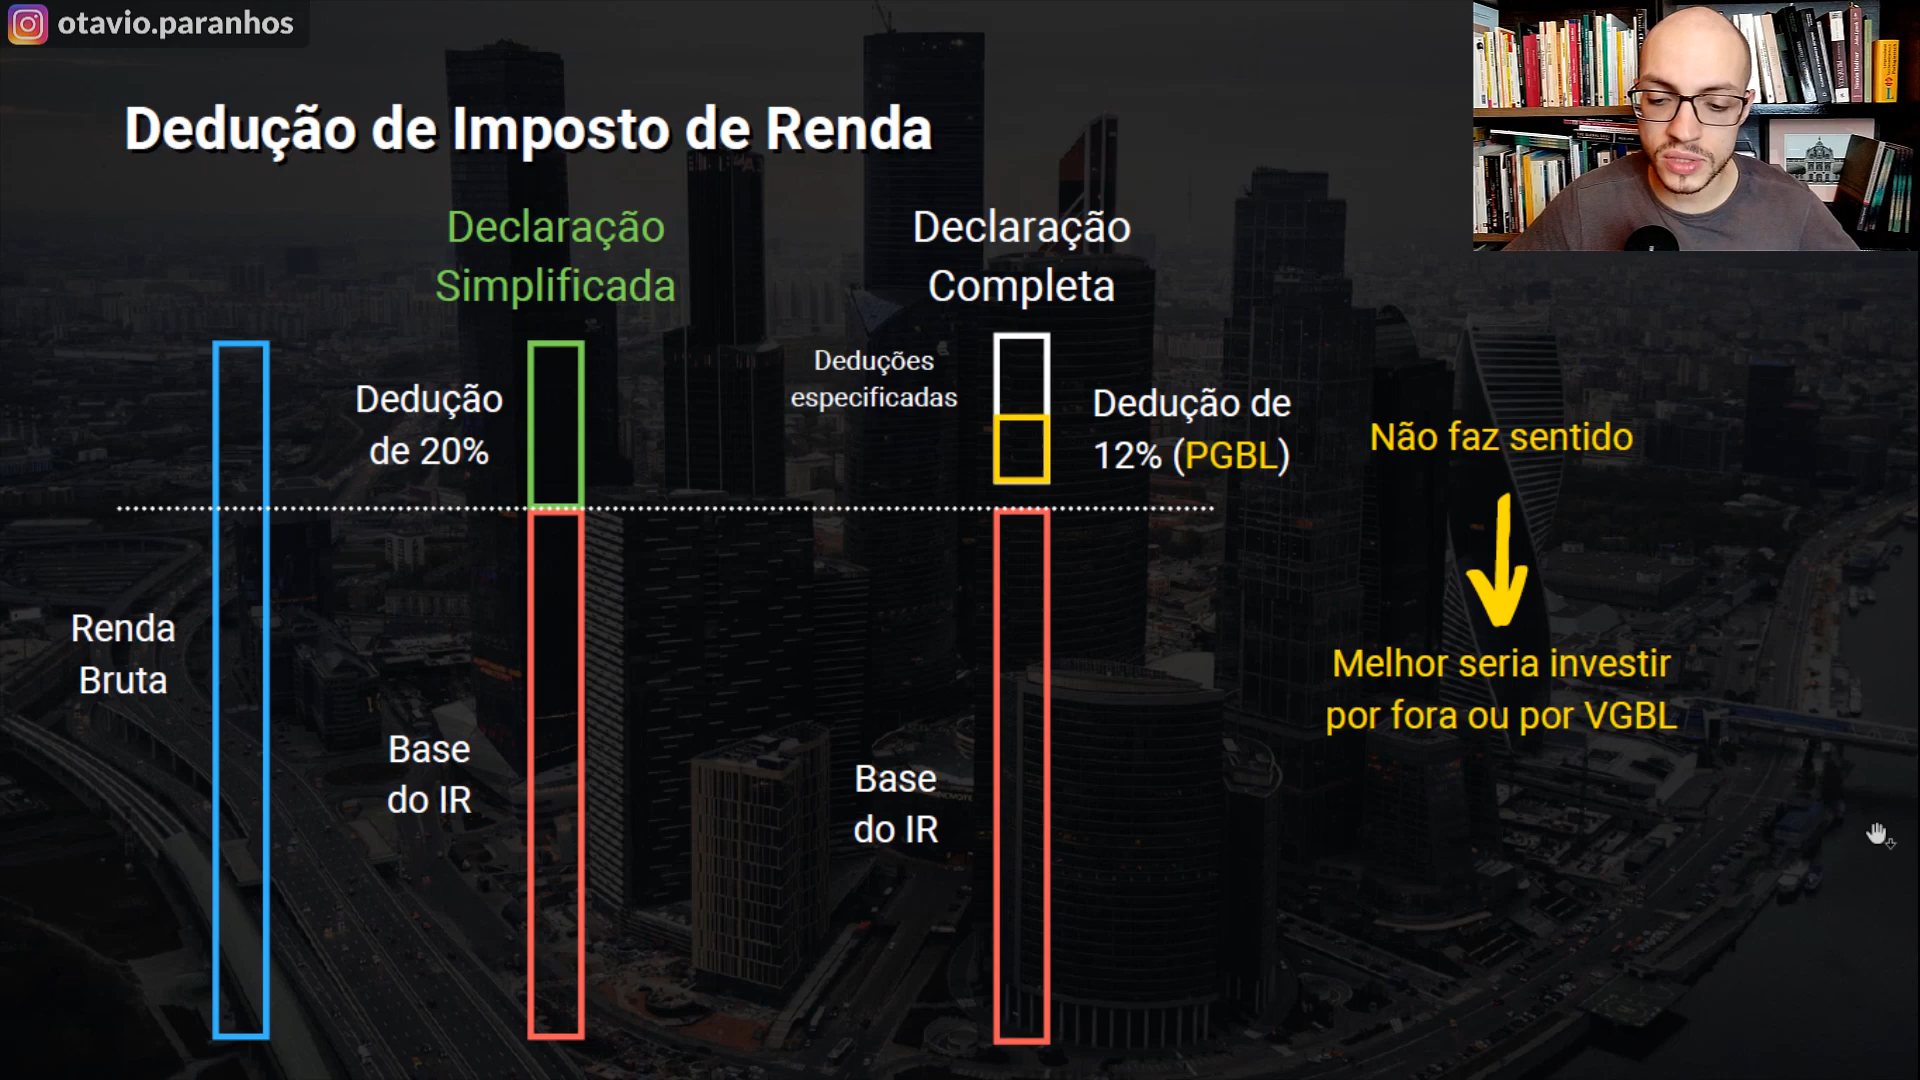 otavio.paranhos
Dedução de Imposto de Renda
Declaração
Simplificada
Declaração
Completa
Dedução
de 20%
Deduções
especificadas
Dedução de
12% (PGBL)
Não faz sentido
Renda
Bruta
Base
do IR
Base
do IR
Melhor seria investir
por fora ou por VGBL